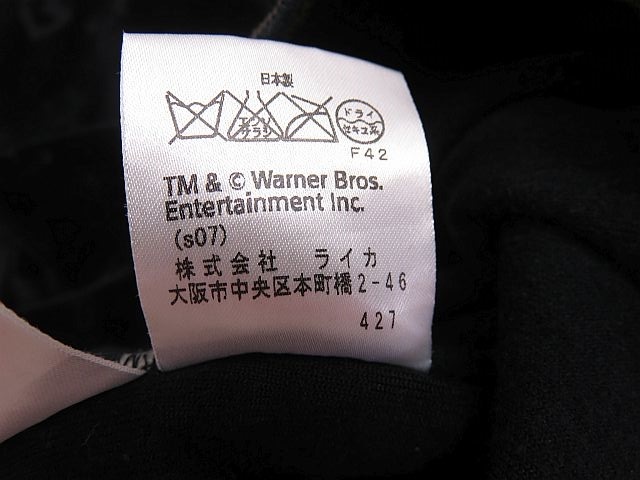 日本製
エンソ
サラシ
ドライ
セキユ系
F42
TM & © Warner Bros.
Entertainment Inc.
(s07)
株式会社 ライカ
大阪市中央区本町橋2-46
427